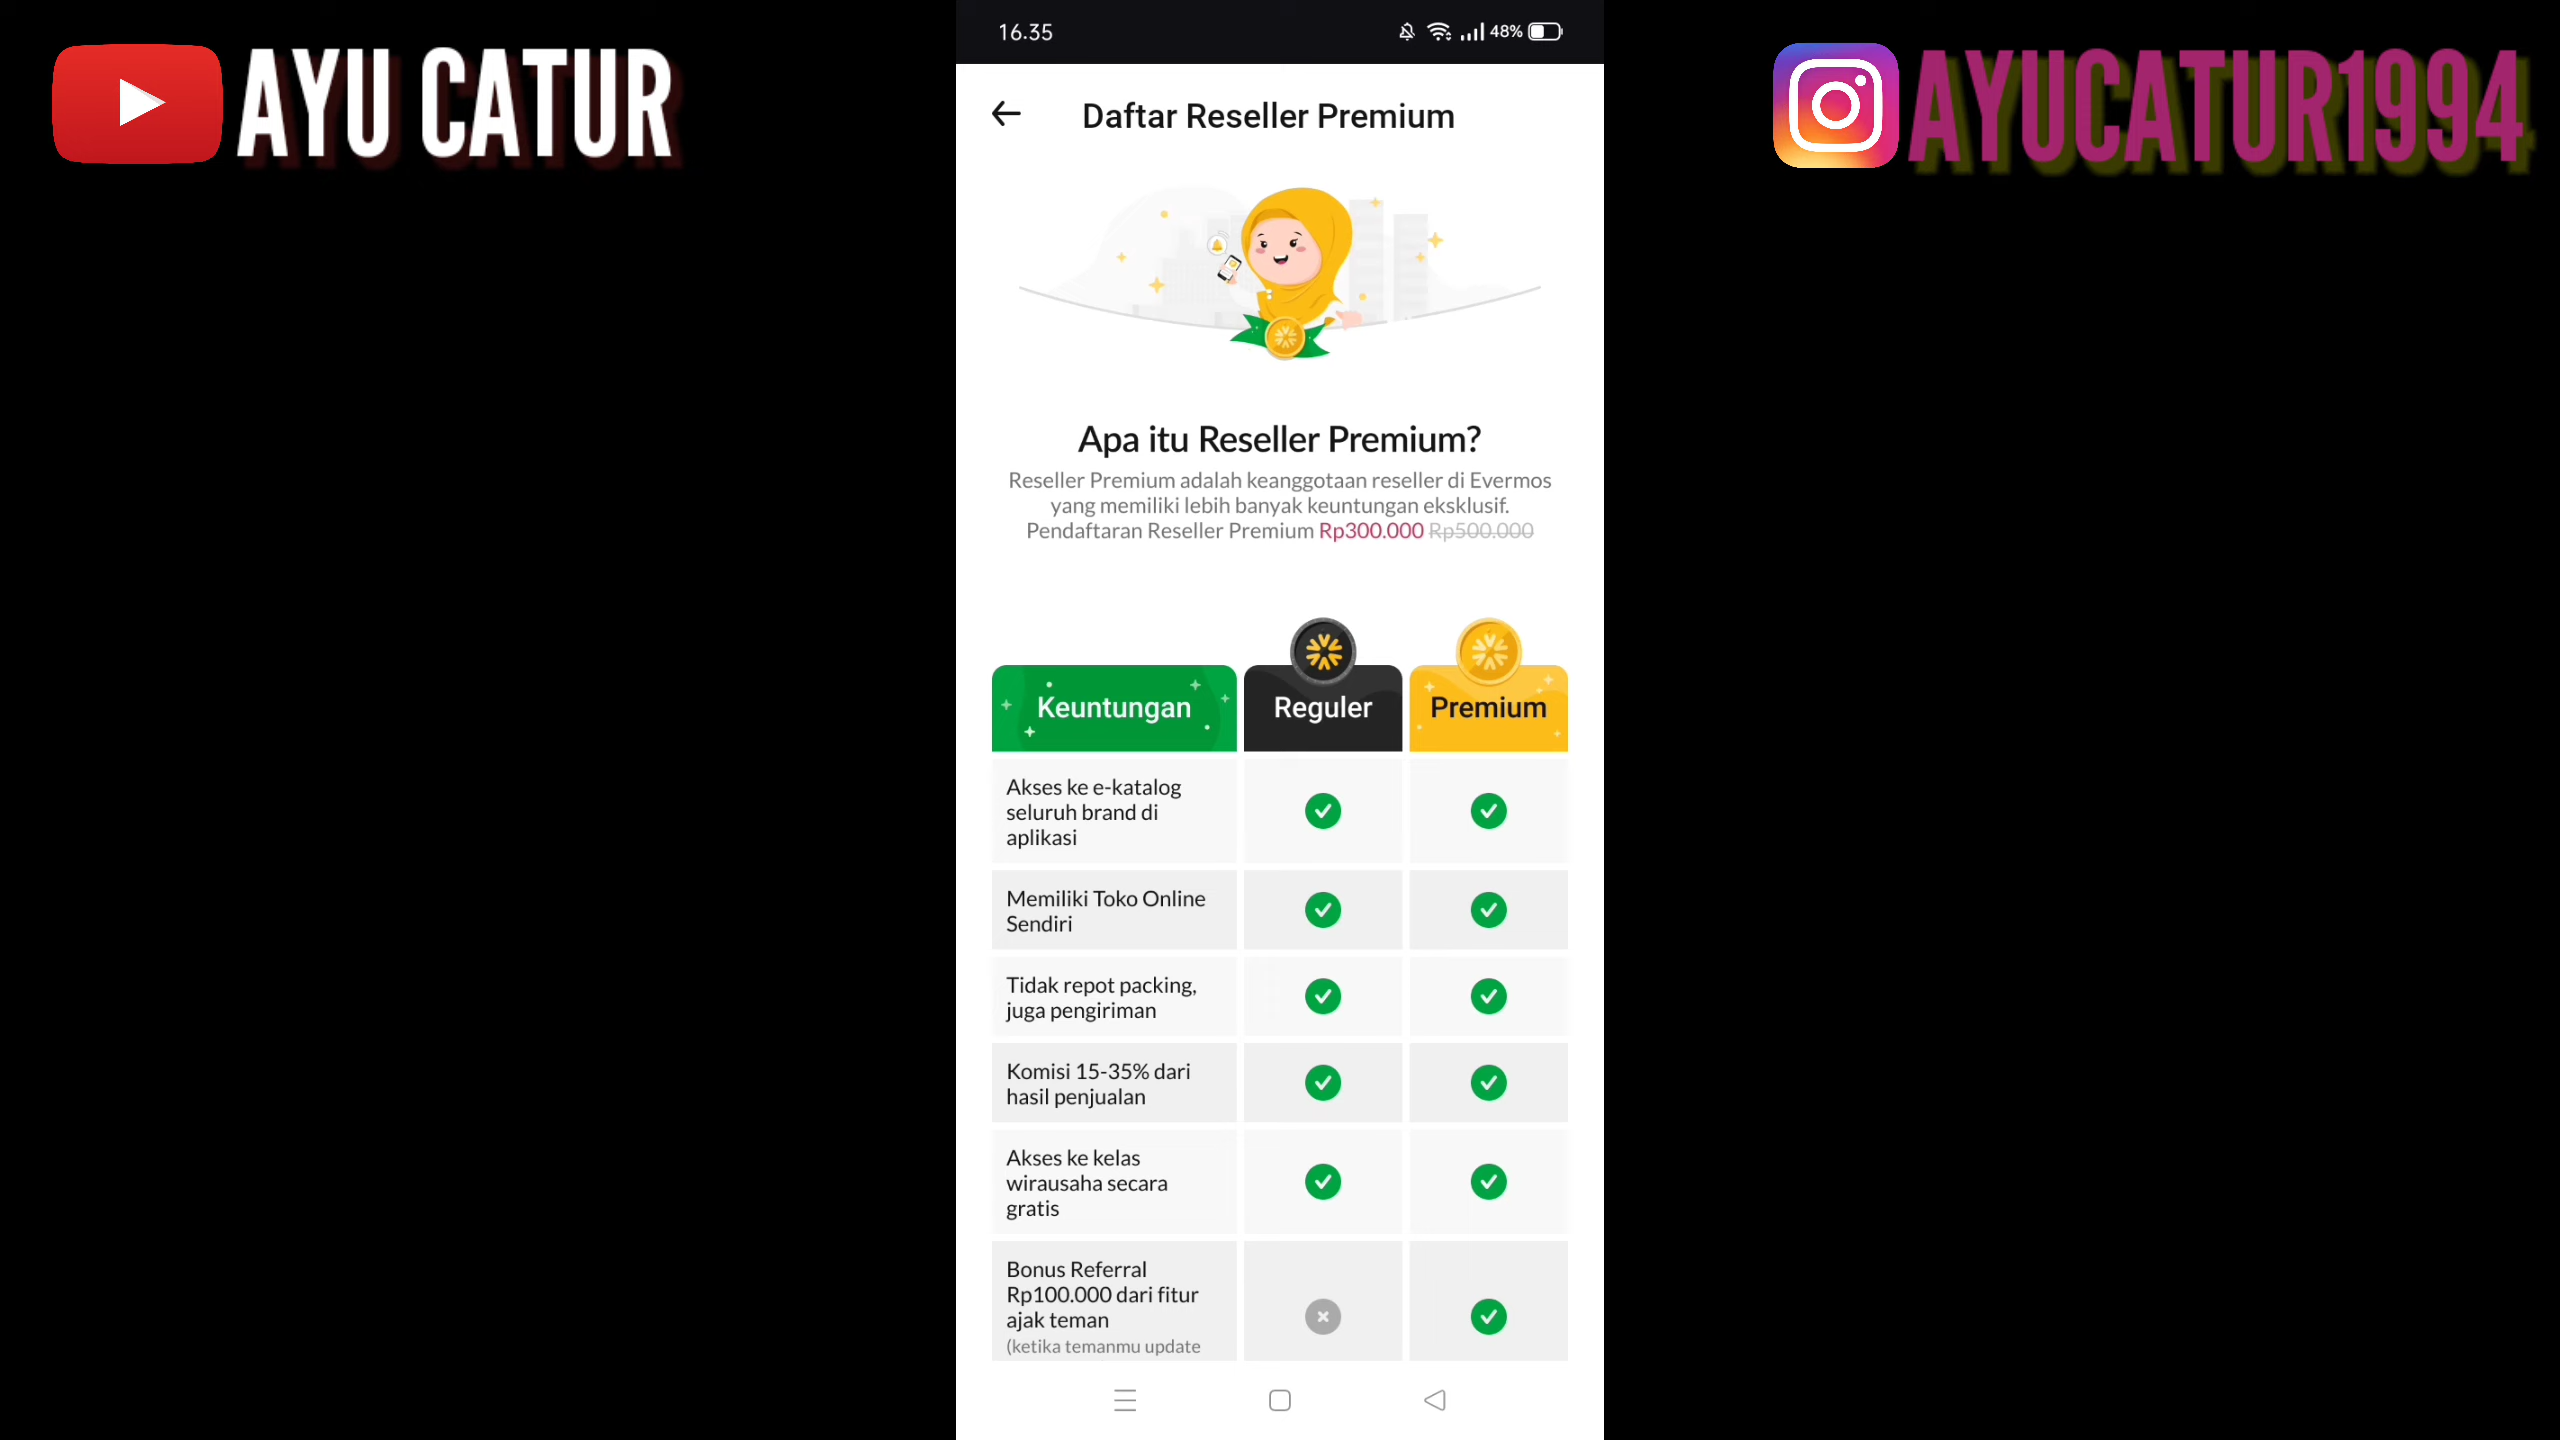 AYU CATUR
AYUCATUR1994
16.35
48%
Daftar Reseller Premium
Apa itu Reseller Premium?
Reseller Premium adalah keanggotaan reseller di Evermos
yang memiliki lebih banyak keuntungan eksklusif.
Pendaftaran Reseller Premium Rp300.000 Rp500.000
Keuntungan
Reguler
Premium
Akses ke e-katalog
seluruh brand di
aplikasi
Memiliki Toko Online
Sendiri
Tidak repot packing,
juga pengiriman
Komisi 15-35% dari
hasil penjualan
Akses ke kelas
wirausaha secara
gratis
Bonus Referral
Rp100.000 dari fitur
ajak teman
(ketika temanmu update